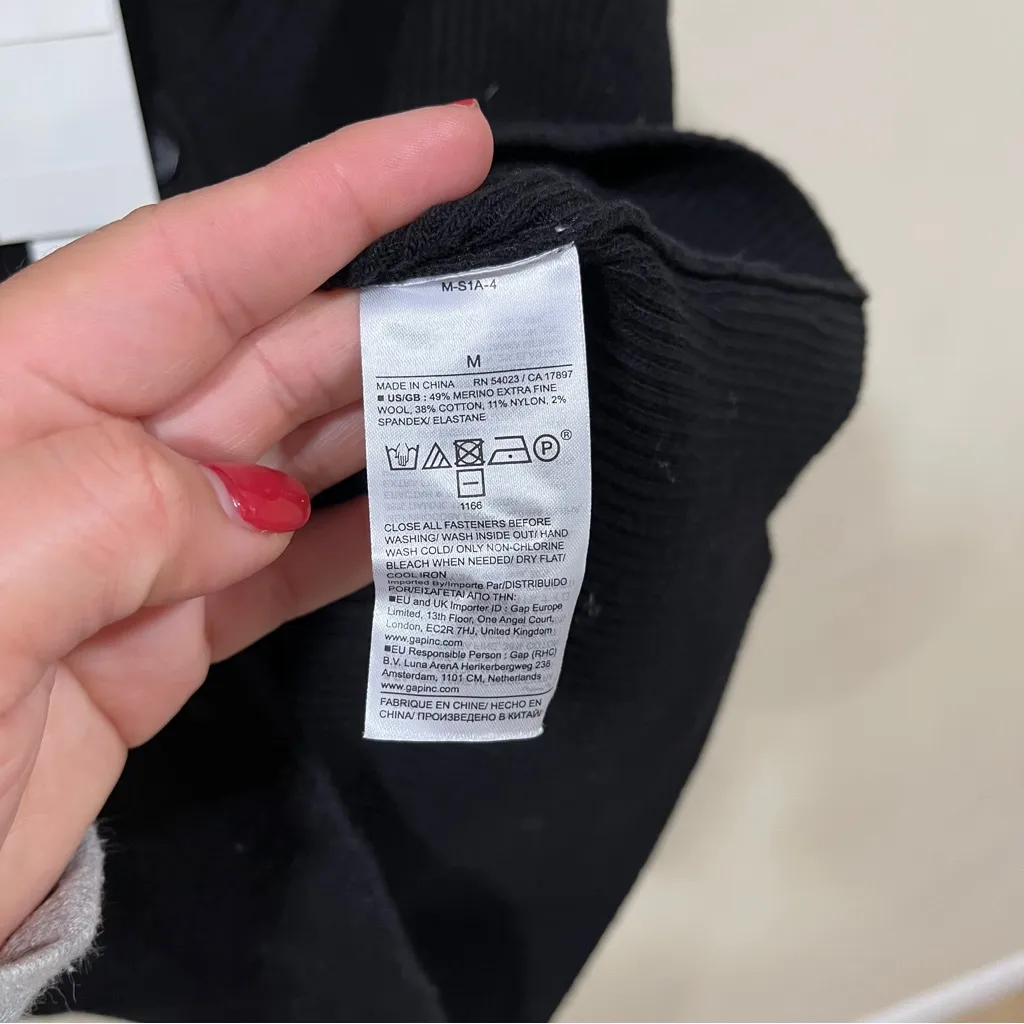 M-S1A-4
M
MADE IN CHINA RN 54023 / CA 17897
■ US/GB : 49% MERINO EXTRA FINE
WOOL, 38% COTTON, 11% NYLON, 2%
SPANDEX/ ELASTANE
P ®
1166
CLOSE ALL FASTENERS BEFORE
WASHING/ WASH INSIDE OUT/ HAND
WASH COLD/ ONLY NON-CHLORINE
BLEACH WHEN NEEDED/ DRY FLAT/
COOL IRON
Imported By/Importe Par/DISTRIBUIDO
POR/ΕΙΣΑΓΕΤΑΙ ΑΠΟ ΤΗΝ:
■EU and UK Importer ID : Gap Europe
Limited, 13th Floor, One Angel Court,
London, EC2R 7HJ, United Kingdom
www.gapinc.com
■EU Responsible Person : Gap (RHC)
B.V. Luna ArenA Herikerbergweg 238
Amsterdam, 1101 CM, Netherlands
www.gapinc.com
FABRIQUE EN CHINE/ HECHO EN
CHINA/ ПРОИЗВЕДЕНО В КИТАЙ/